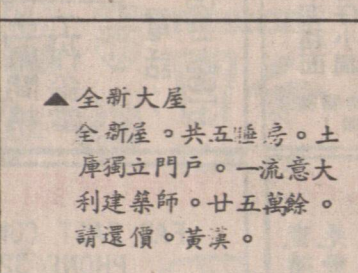 ▲全新大屋
全新屋。共五睡房。土
庫獨立門戸。一流意大
利建築師。廿五萬餘。
請還價。黃漢。